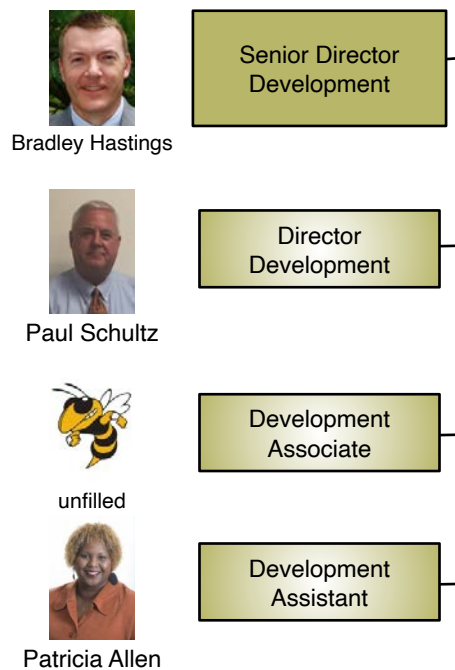 Senior Director
Development
Bradley Hastings
Director
Development
Paul Schultz
Development
Associate
unfilled
Development
Assistant
Patricia Allen